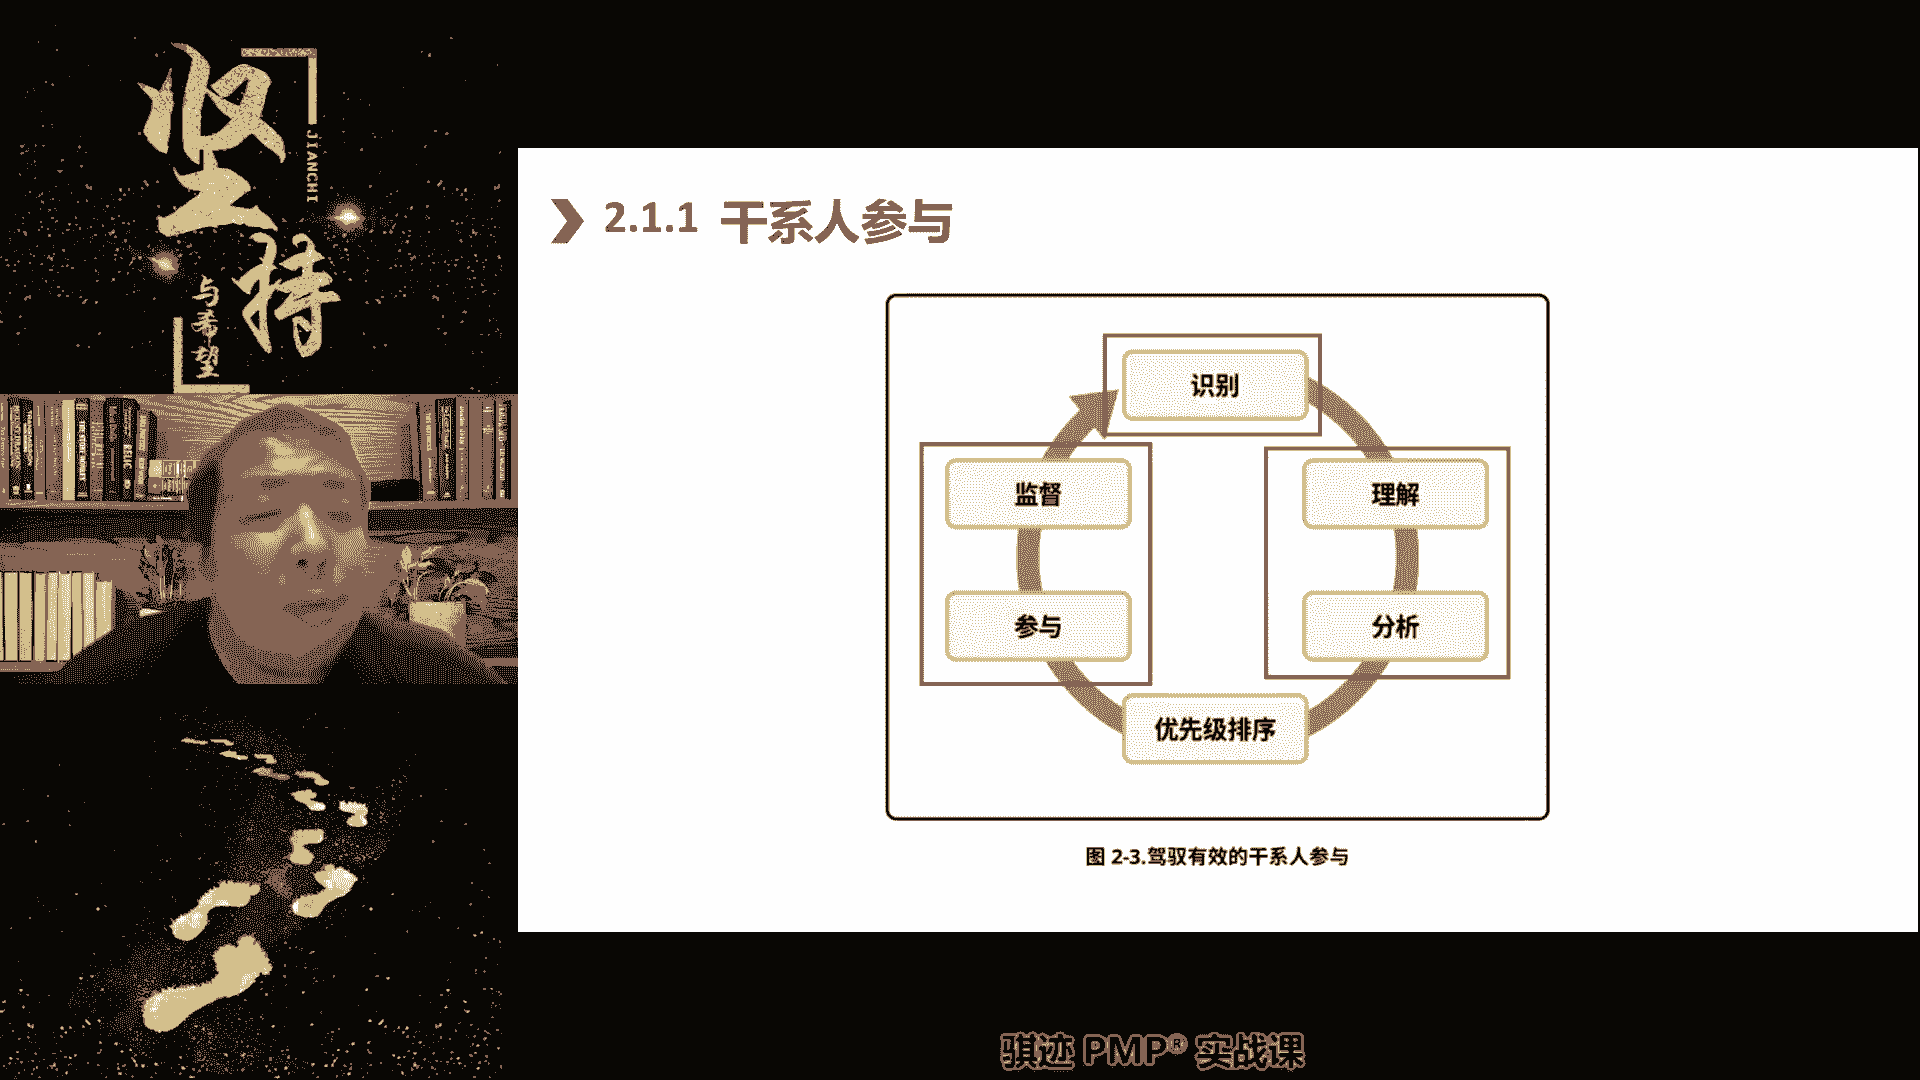 坚持
JIANCHI
与希望
2.1.1 干系人参与
识别
监督
理解
参与
分析
优先级排序
图 2-3.驾驭有效的干系人参与
骐迹 PMP® 实战课